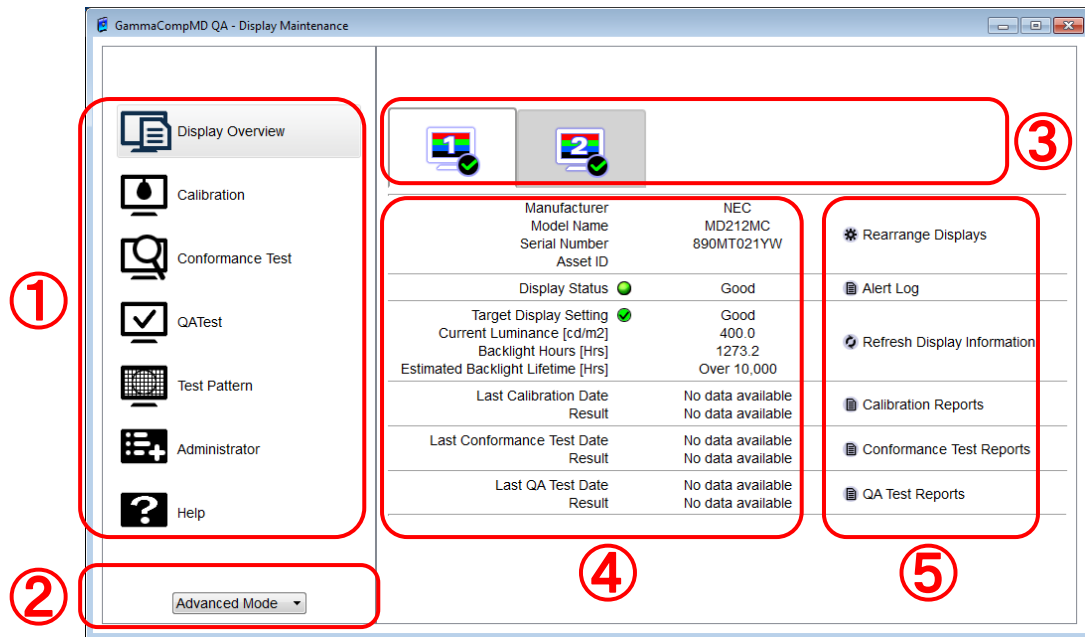 GammaCompMD QA - Display Maintenance
①
Display Overview
Calibration
Conformance Test
QATest
Test Pattern
Administrator
Help
②
Advanced Mode
③
1
2
④
Manufacturer NEC
Model Name MD212MC
Serial Number 890MT021YW
Asset ID
Display Status Good
Target Display Setting Good
Current Luminance [cd/m2] 400.0
Backlight Hours [Hrs] 1273.2
Estimated Backlight Lifetime [Hrs] Over 10,000
Last Calibration Date No data available
Result No data available
Last Conformance Test Date No data available
Result No data available
Last QA Test Date No data available
Result No data available
⑤
Rearrange Displays
Alert Log
Refresh Display Information
Calibration Reports
Conformance Test Reports
QA Test Reports